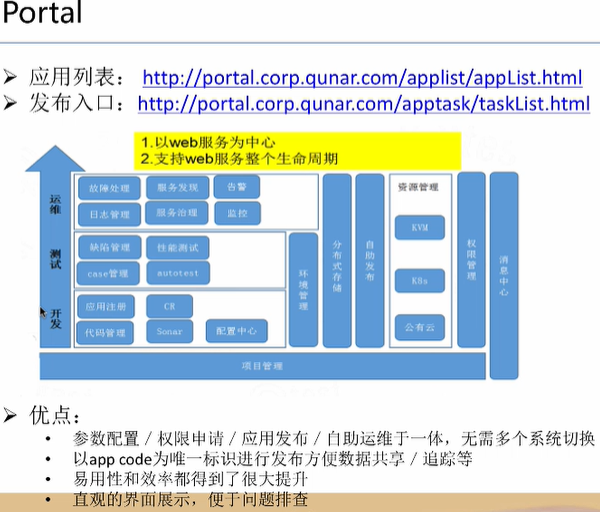 Portal
➢ 应用列表： http://portal.corp.qunar.com/applist/appList.html
➢ 发布入口：http://portal.corp.qunar.com/apptask/taskList.html
1.以web服务为中心
2.支持web服务整个生命周期
运维
故障处理 服务发现 告警
日志管理 服务治理 监控
测试
缺陷管理 性能测试
case管理 autotest
开发
应用注册 CR
代码管理 Sonar 配置中心
环境管理
分布式存储
自助发布
资源管理
KVM
K8s
公有云
权限管理
消息中心
项目管理
➢ 优点：
• 参数配置 / 权限申请 / 应用发布 / 自助运维于一体，无需多个系统切换
• 以app code为唯一标识进行发布方便数据共享 / 追踪等
• 易用性和效率都得到了很大提升
• 直观的界面展示，便于问题排查